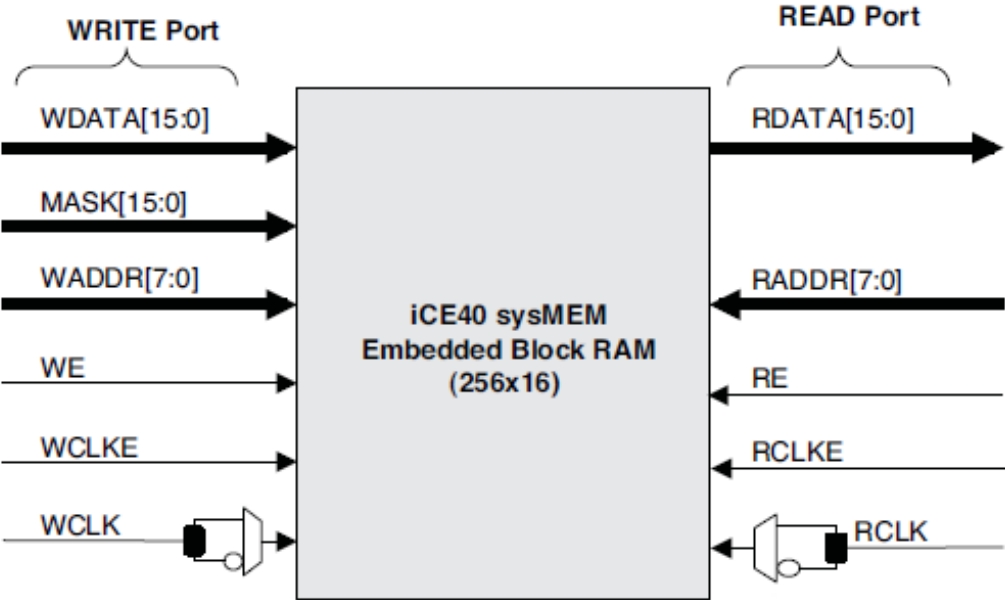 WRITE Port
WDATA[15:0]
MASK[15:0]
WADDR[7:0]
WE
WCLKE
WCLK
iCE40 sysMEM
Embedded Block RAM
(256x16)
READ Port
RDATA[15:0]
RADDR[7:0]
RE
RCLKE
RCLK